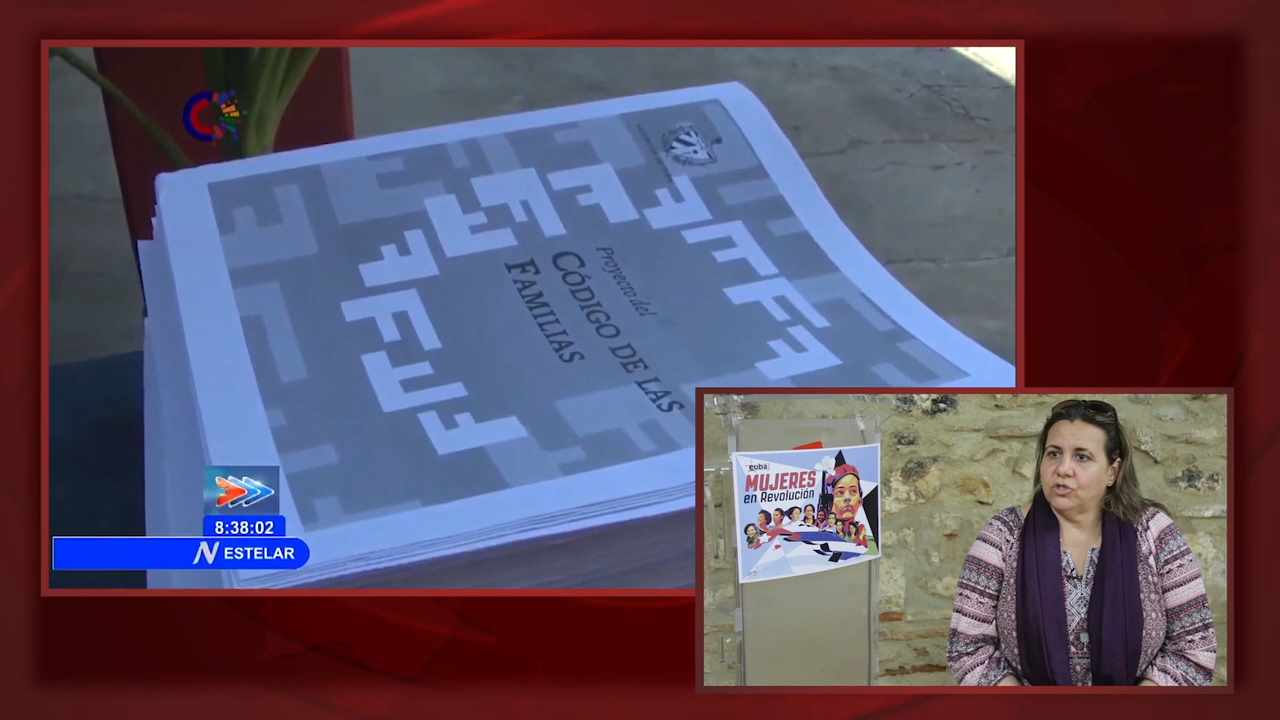 Proyecto del
CÓDIGO DE LAS
FAMILIAS
8:38:02
N ESTELAR
cuba
MUJERES
en Revolución